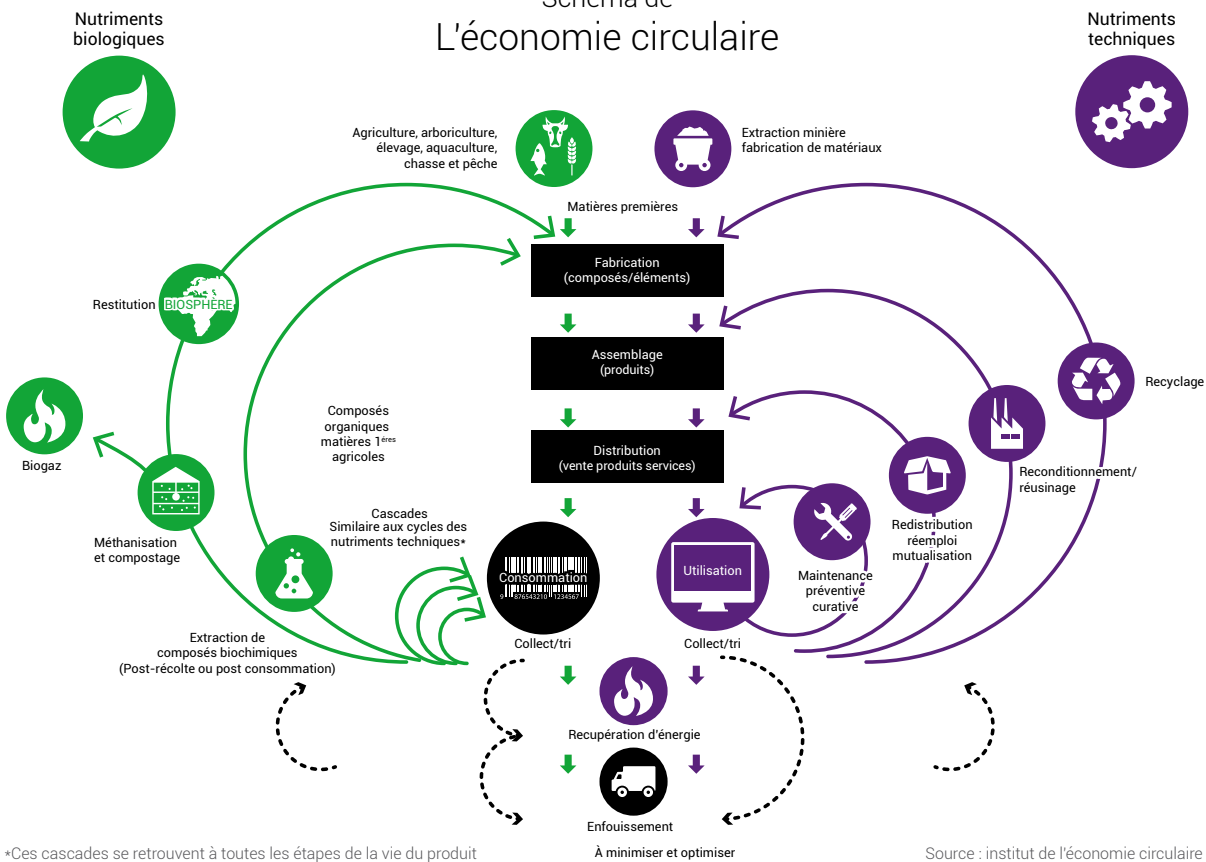 Schéma de
L'économie circulaire
Nutriments
biologiques
Nutriments
techniques
Agriculture, arboriculture,
élevage, aquaculture,
chasse et pêche
Extraction minière
fabrication de matériaux
Matières premières
Fabrication
(composés/éléments)
Restitution
BIOSPHÈRE
Assemblage
(produits)
Recyclage
Composés
organiques
matières 1ères
agricoles
Distribution
(vente produits services)
Biogaz
Reconditionnement/
réusinage
Méthanisation
et compostage
Cascades
Similaire aux cycles des
nutriments techniques*
Redistribution
réemploi
mutualisation
Consommation
9 876543210 1234567
Utilisation
Maintenance
préventive
curative
Extraction de
composés biochimiques
(Post-récolte ou post consommation)
Collect/tri
Collect/tri
Recupération d'énergie
Enfouissement
À minimiser et optimiser
*Ces cascades se retrouvent à toutes les étapes de la vie du produit
Source : institut de l'économie circulaire